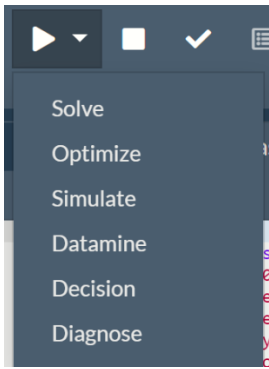 Solve
Optimize
Simulate
Datamine
Decision
Diagnose